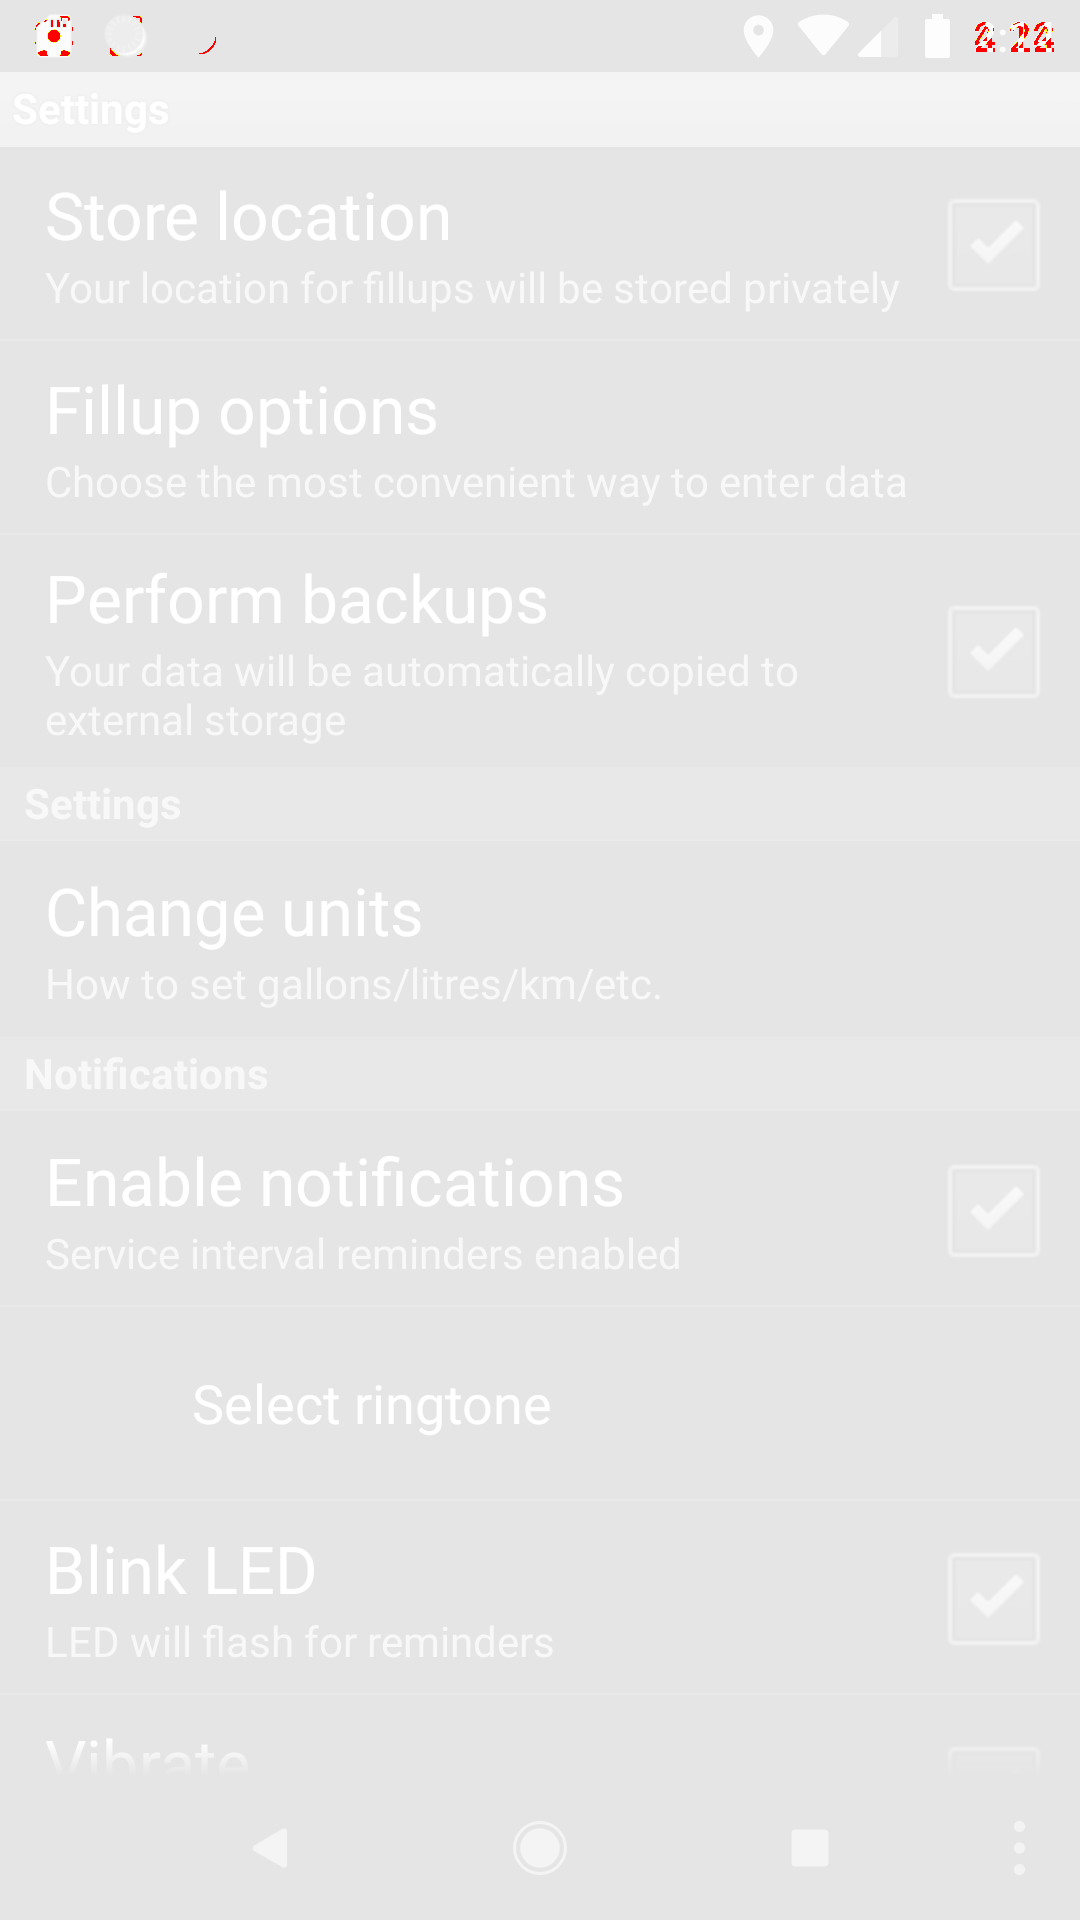 Settings
Store location
Your location for fillups will be stored privately
Fillup options
Choose the most convenient way to enter data
Perform backups
Your data will be automatically copied to
external storage
Settings
Change units
How to set gallons/litres/km/etc.
Notifications
Enable notifications
Service interval reminders enabled
Select ringtone
Blink LED
LED will flash for reminders
Vibrate